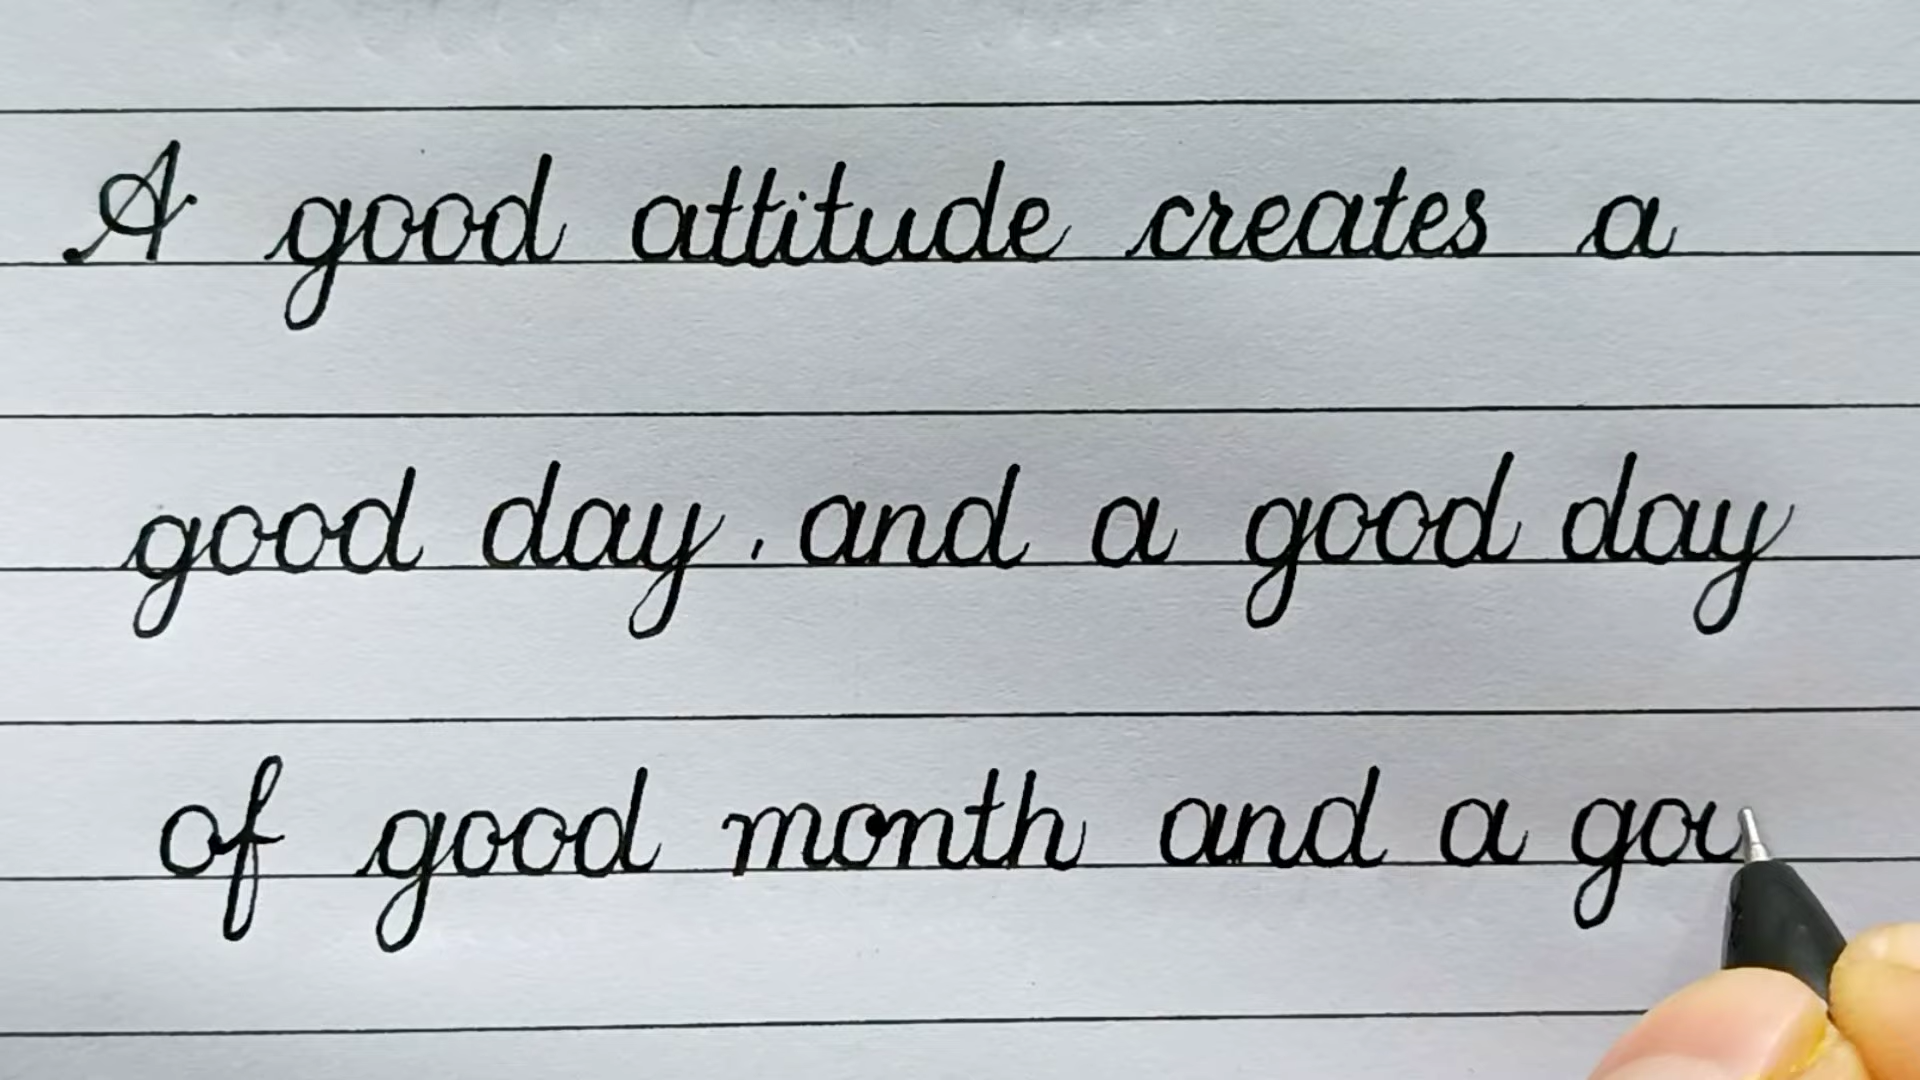 A good attitude creates a
good day. and a good day
of good month and a